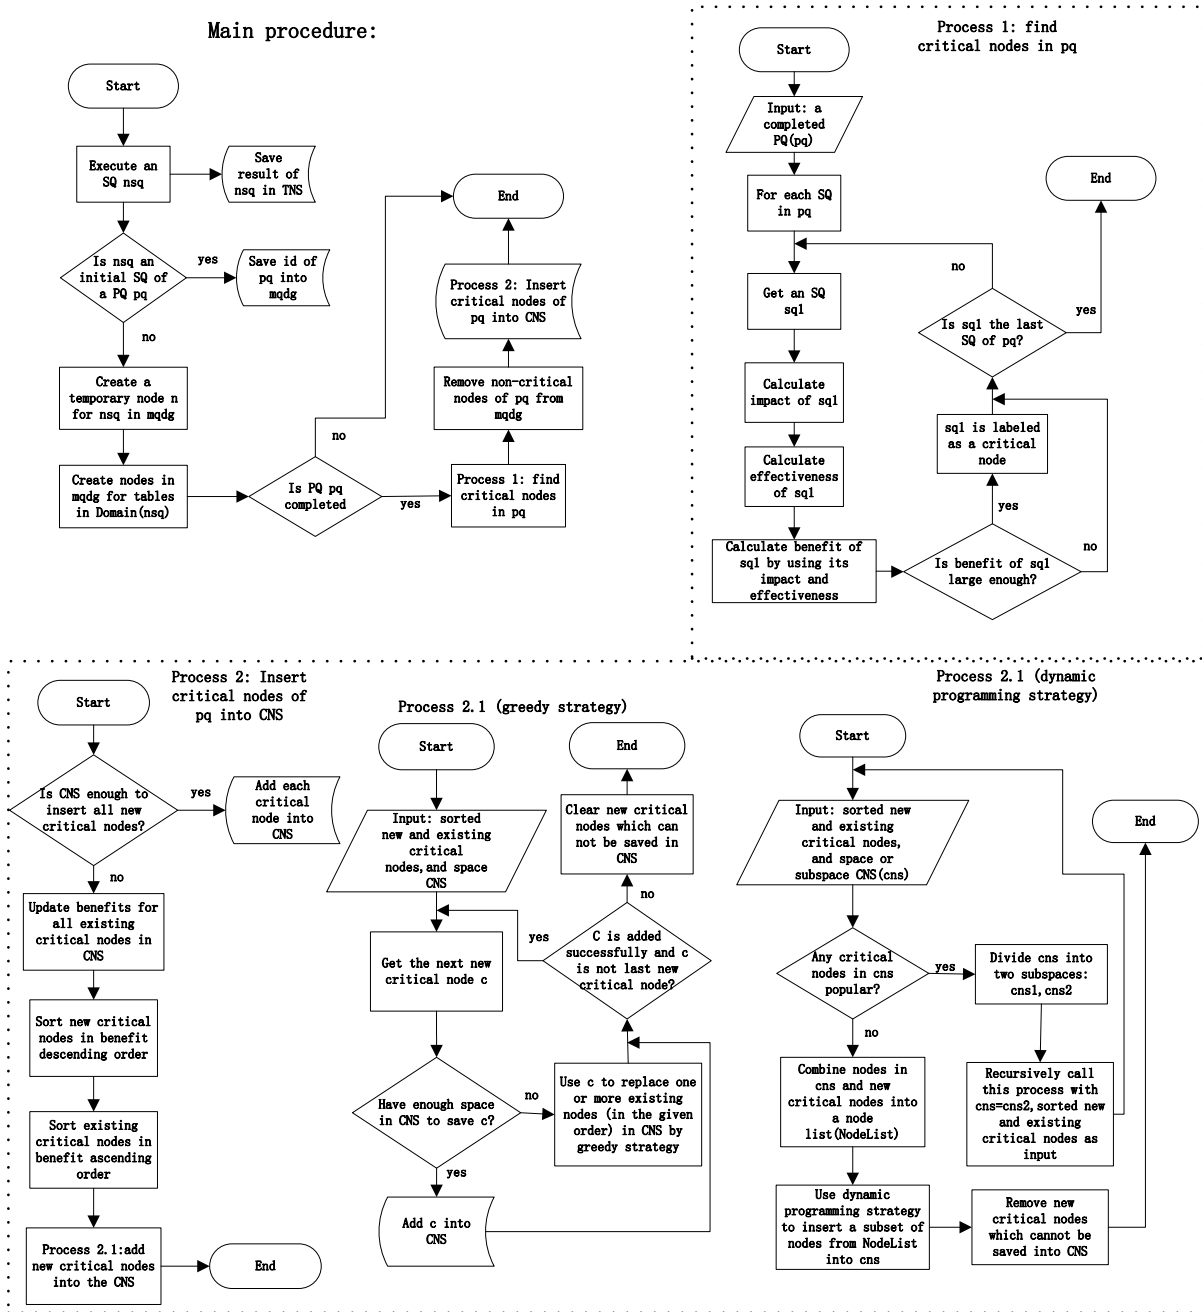 Main procedure:
Start
Execute an
SQ nsq
Save
result of
nsq in TNS
Is nsq an
initial SQ of
a PQ pq
yes
Save id of
pq into
mqdg
no
Create a
temporary node n
for nsq in mqdg
Create nodes in
mqdg for tables
in Domain(nsq)
Is PQ pq
completed
no
yes
Process 1: find
critical nodes
in pq
Remove non-critical
nodes of pq from
mqdg
Process 2: Insert
critical nodes of
pq into CNS
End
Process 1: find
critical nodes in pq
Start
Input: a
completed
PQ(pq)
For each SQ
in pq
Get an SQ
sq1
Calculate
impact of sq1
Calculate
effectiveness
of sq1
Calculate benefit of
sq1 by using its
impact and
effectiveness
Is benefit of sq1
large enough?
yes
no
sq1 is labeled
as a critical
node
Is sq1 the last
SQ of pq?
no
yes
End
Process 2: Insert
critical nodes of
pq into CNS
Start
Is CNS enough to
insert all new
critical nodes?
yes
Add each
critical
node into
CNS
no
Update benefits for
all existing
critical nodes in
CNS
Sort new critical
nodes in benefit
descending order
Sort existing
critical nodes in
benefit ascending
order
Process 2.1:add
new critical nodes
into the CNS
End
Process 2.1 (greedy strategy)
Start
Input: sorted
new and existing
critical
nodes,and space
CNS
Get the next new
critical node c
Have enough space
in CNS to save c?
no
yes
Add c into
CNS
Use c to replace one
or more existing
nodes (in the given
order) in CNS by
greedy strategy
C is added
successfully and c
is not last new
critical node?
yes
no
Clear new critical
nodes which can
not be saved in
CNS
End
Process 2.1 (dynamic
programming strategy)
Start
Input: sorted new
and existing
critical nodes,
and space or
subspace CNS(cns)
Any critical
nodes in cns
popular?
yes
Divide cns into
two subspaces:
cns1,cns2
Recursively call
this process with
cns=cns2,sorted new
and existing
critical nodes as
input
no
Combine nodes in
cns and new
critical nodes into
a node
list(NodeList)
Use dynamic
programming strategy
to insert a subset of
nodes from NodeList
into cns
Remove new
critical nodes
which cannot be
saved into CNS
End